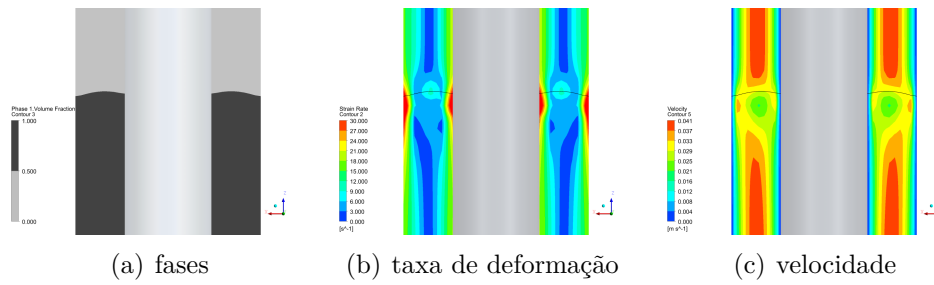 Phase 1.Volume Fraction
Contour 3
1.000
0.500
0.000
Strain Rate
Contour 2
30.000
27.000
24.000
21.000
18.000
15.000
12.000
9.000
6.000
3.000
0.000
[s^-1]
Velocity
Contour 5
0.041
0.037
0.033
0.029
0.025
0.021
0.016
0.012
0.008
0.004
0.000
[m s^-1]
(a) fases
(b) taxa de deformação
(c) velocidade